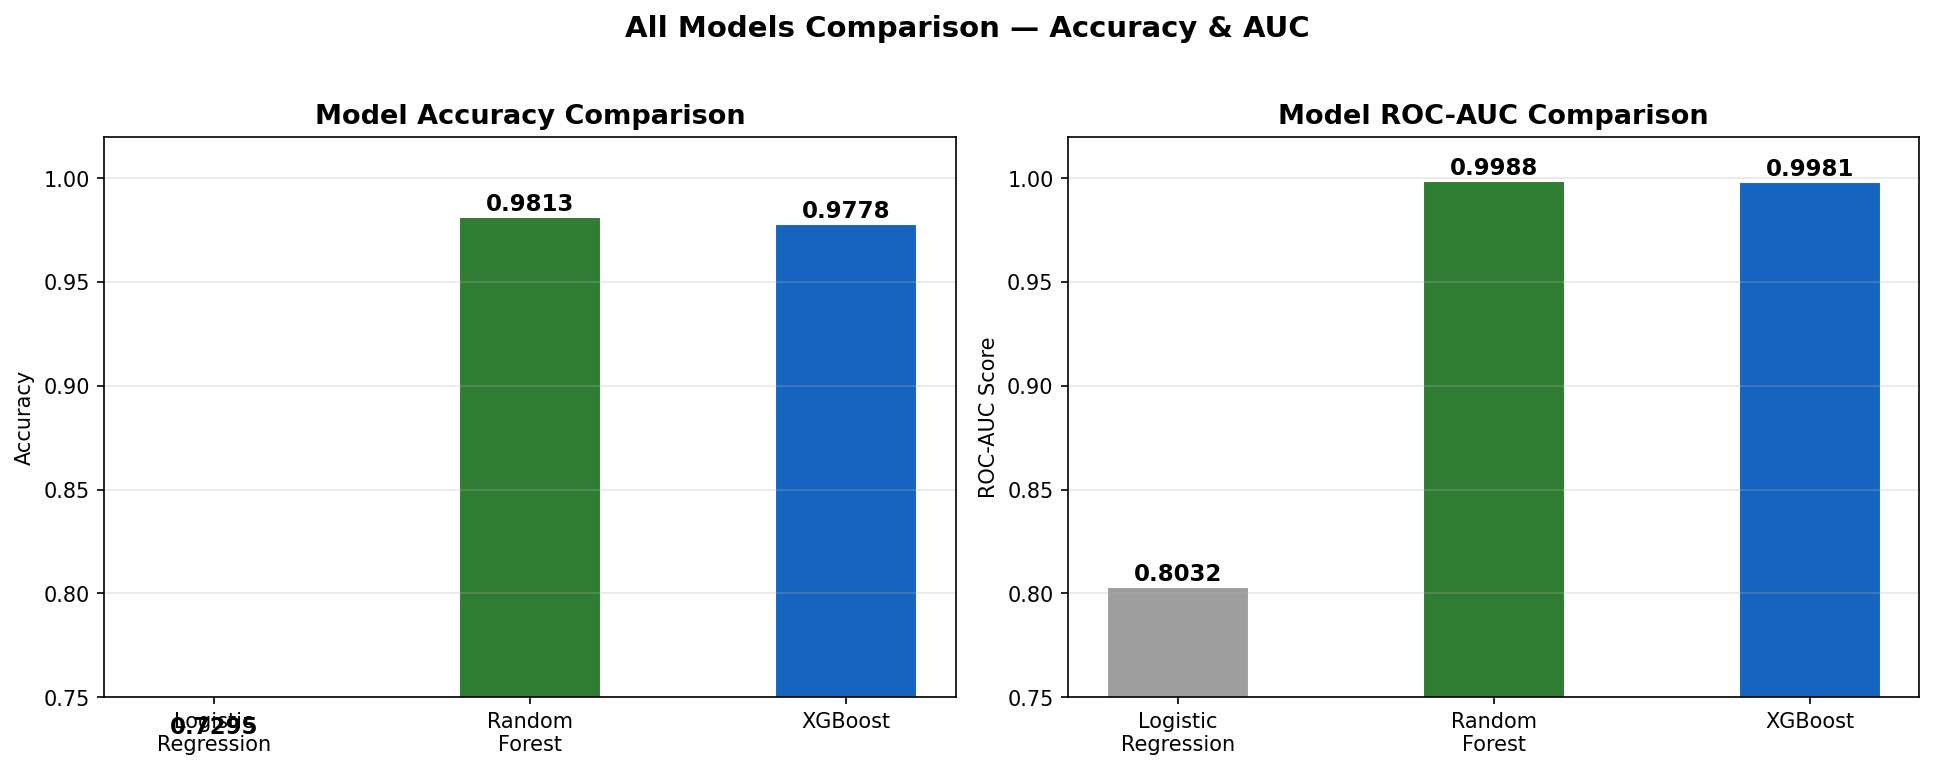 All Models Comparison — Accuracy & AUC
Model Accuracy Comparison
Accuracy
1.00
0.95
0.90
0.85
0.80
0.75
0.9813
0.9778
0.7295
Logistic
Regression
Random
Forest
XGBoost
Model ROC-AUC Comparison
ROC-AUC Score
1.00
0.95
0.90
0.85
0.80
0.75
0.8032
0.9988
0.9981
Logistic
Regression
Random
Forest
XGBoost